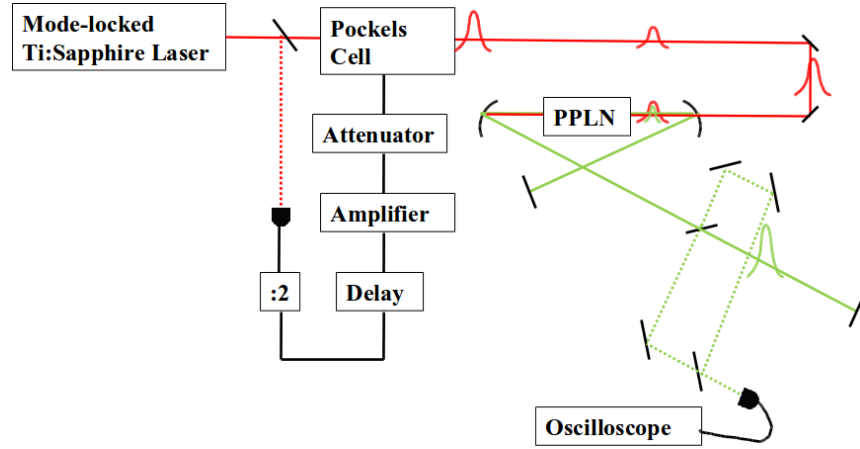 Mode-locked
Ti:Sapphire Laser
Pockels
Cell
PPLN
Attenuator
Amplifier
:2
Delay
Oscilloscope